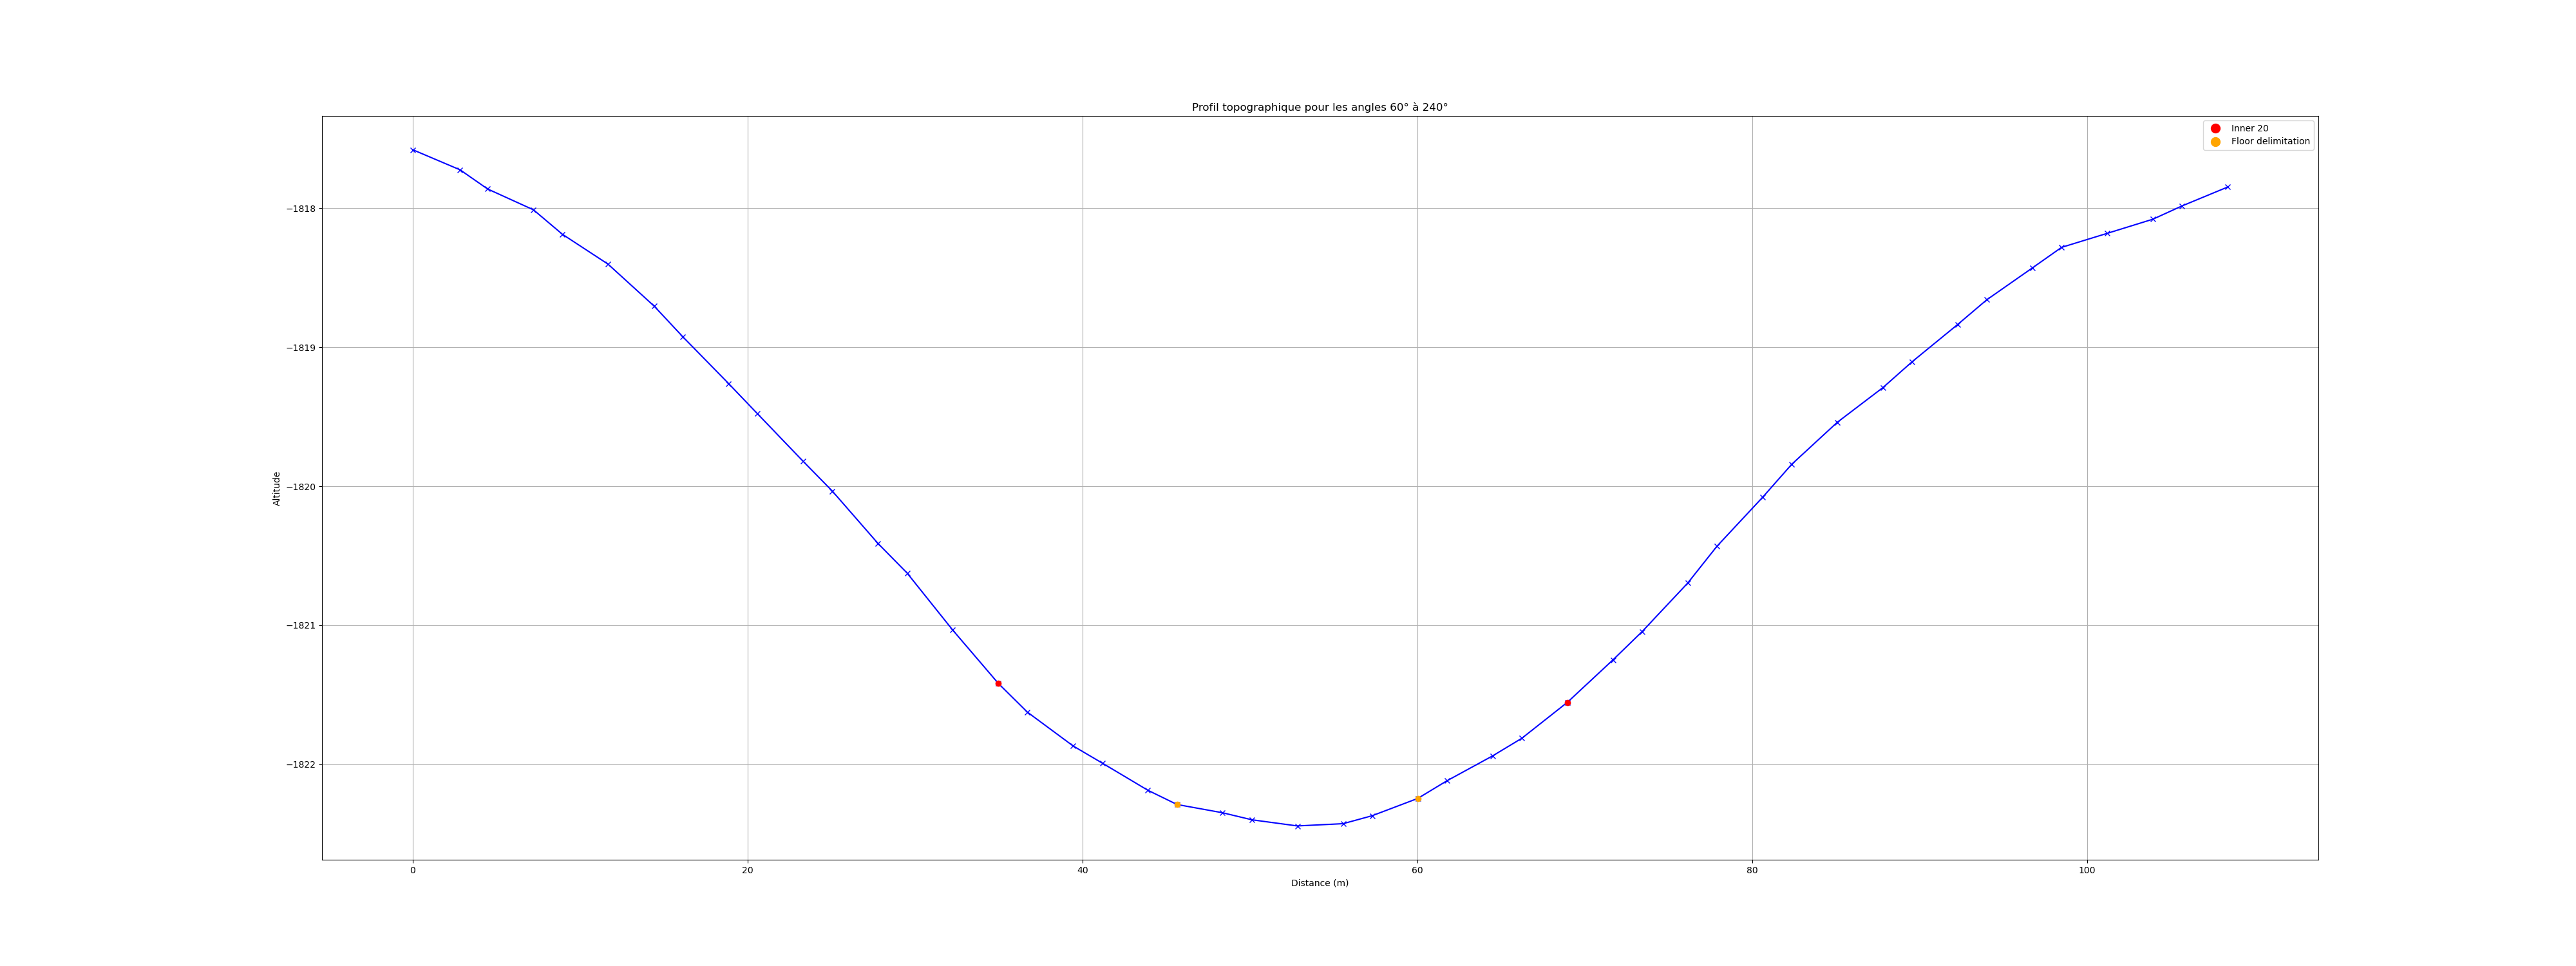 Profil topographique pour les angles 60° à 240°
Inner 20
Floor delimitation
−1818
−1819
−1820
−1821
−1822
Altitude
0 20 40 60 80 100
Distance (m)